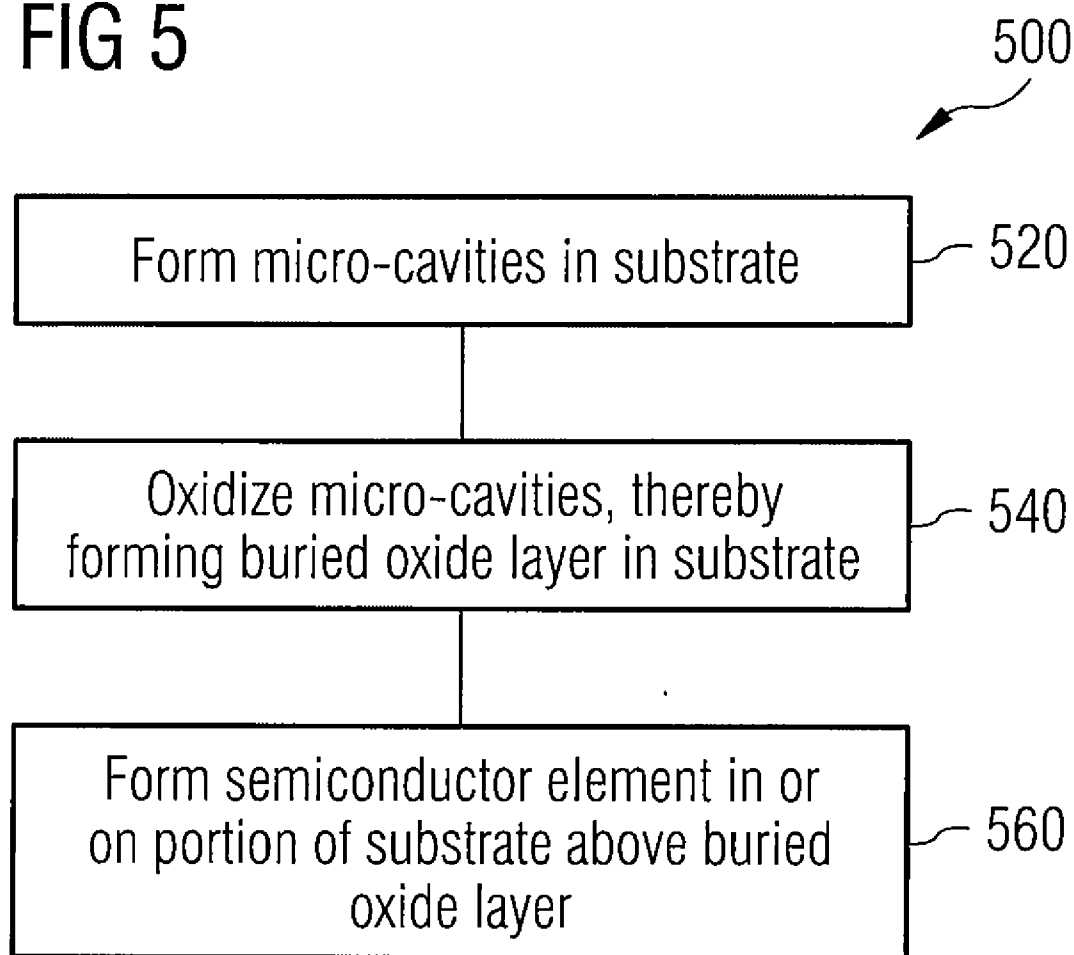 FIG 5
500
Form micro-cavities in substrate
520
Oxidize micro-cavities, thereby
forming buried oxide layer in substrate
540
Form semiconductor element in or
on portion of substrate above buried
oxide layer
560